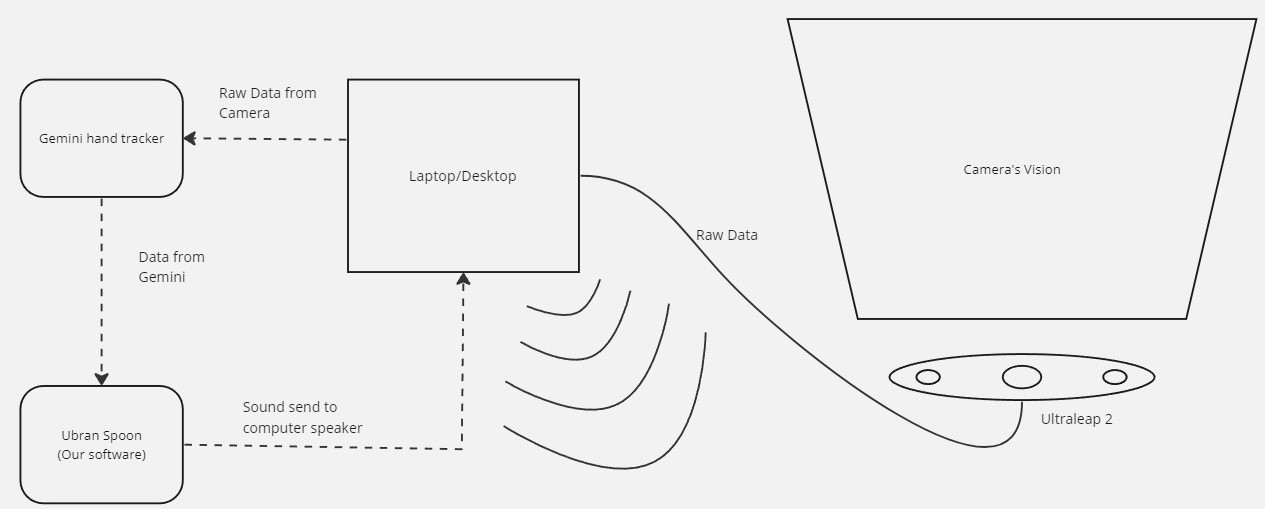 Raw Data from
Camera
Gemini hand tracker
Laptop/Desktop
Camera's Vision
Raw Data
Data from
Gemini
Sound send to
computer speaker
Ultraleap 2
Ubran Spoon
(Our software)